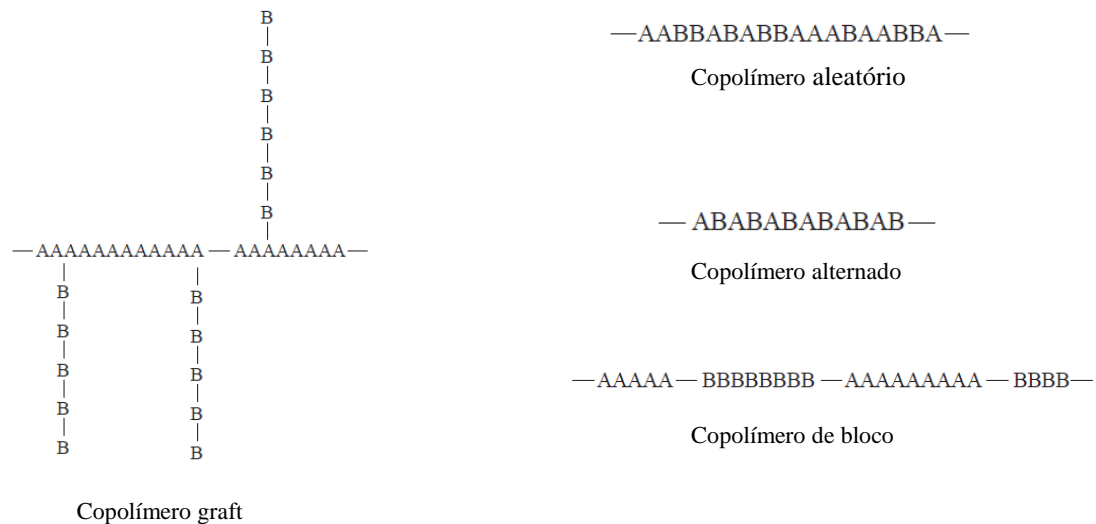 B
B
B
B
B
B
—AAAAAAAAAAAA—AAAAAAAA—
B B
B B
B B
B B
B B
Copolímero graft
—AABBABABBAAABAABBA—
Copolímero aleatório
— ABABABABABAB—
Copolímero alternado
—AAAAA—BBBBBBBB—AAAAAAAAA—BBBB—
Copolímero de bloco